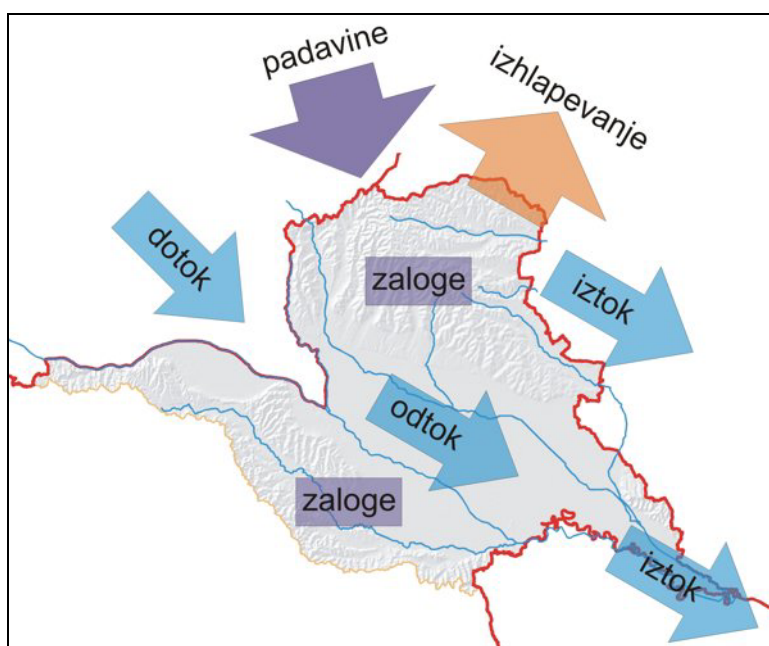 padavine
izhlapevanje
dotok
zaloge
iztok
odtok
zaloge
iztok